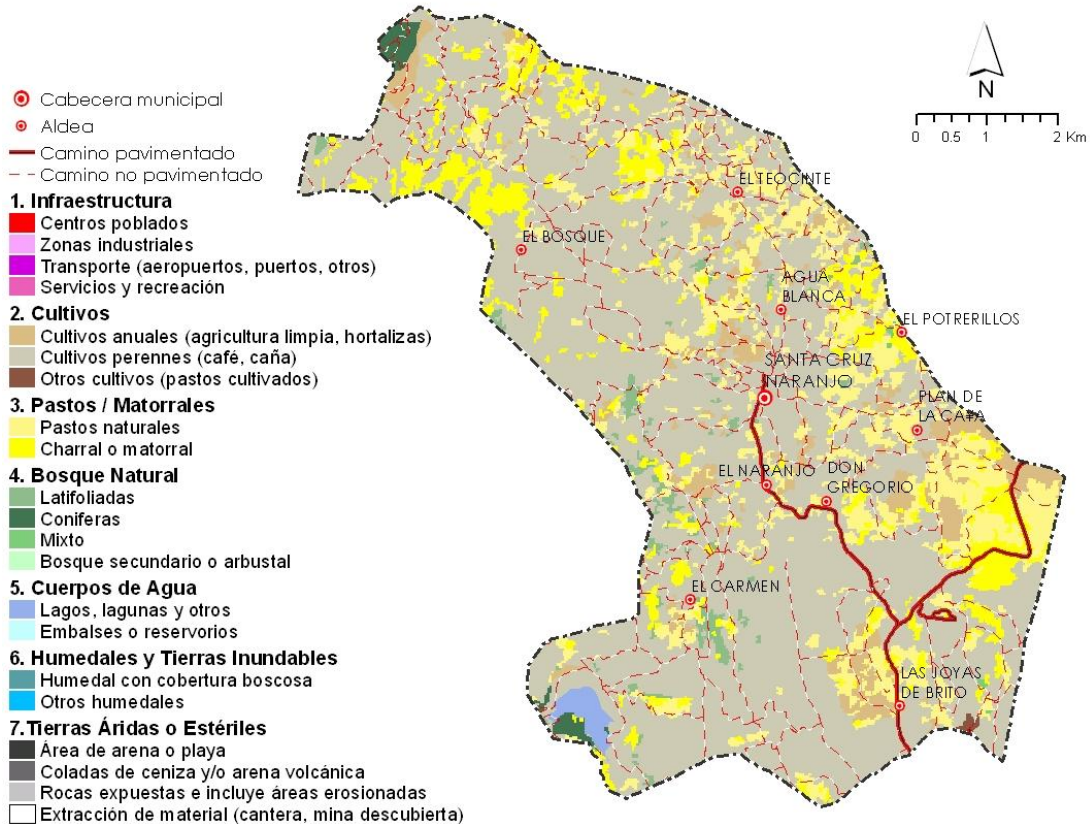 Cabecera municipal
Aldea
Camino pavimentado
Camino no pavimentado
1. Infraestructura
Centros poblados
Zonas industriales
Transporte (aeropuertos, puertos, otros)
Servicios y recreación
2. Cultivos
Cultivos anuales (agricultura limpia, hortalizas)
Cultivos perennes (café, caña)
Otros cultivos (pastos cultivados)
3. Pastos / Matorrales
Pastos naturales
Charral o matorral
4. Bosque Natural
Latifoliadas
Coniferas
Mixto
Bosque secundario o arbustal
5. Cuerpos de Agua
Lagos, lagunas y otros
Embalses o reservorios
6. Humedales y Tierras Inundables
Humedal con cobertura boscosa
Otros humedales
7.Tierras Áridas o Estériles
Área de arena o playa
Coladas de ceniza y/o arena volcánica
Rocas expuestas e incluye áreas erosionadas
Extracción de material (cantera, mina descubierta)
N
0 0.5 1 2 Km
EL TEOCINTE
EL BOSQUE
AGUA
BLANCA
EL POTRERILLOS
SANTA CRUZ
NARANJO
PLAN DE
LA CA¥A
EL NARANJO
DON
GREGORIO
EL CARMEN
LAS JOYAS
DE BRITO